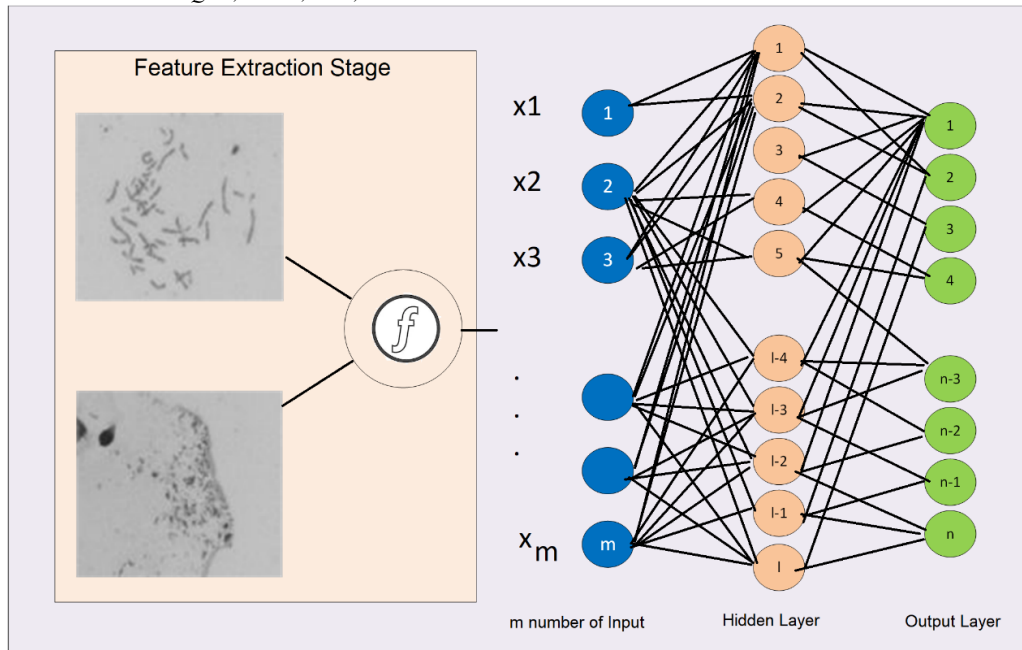 Feature Extraction Stage
f
x1
x2
x3
.
.
.
xm
1
2
3
m
1
2
3
4
5
l-4
l-3
l-2
l-1
l
1
2
3
4
n-3
n-2
n-1
n
m number of Input
Hidden Layer
Output Layer